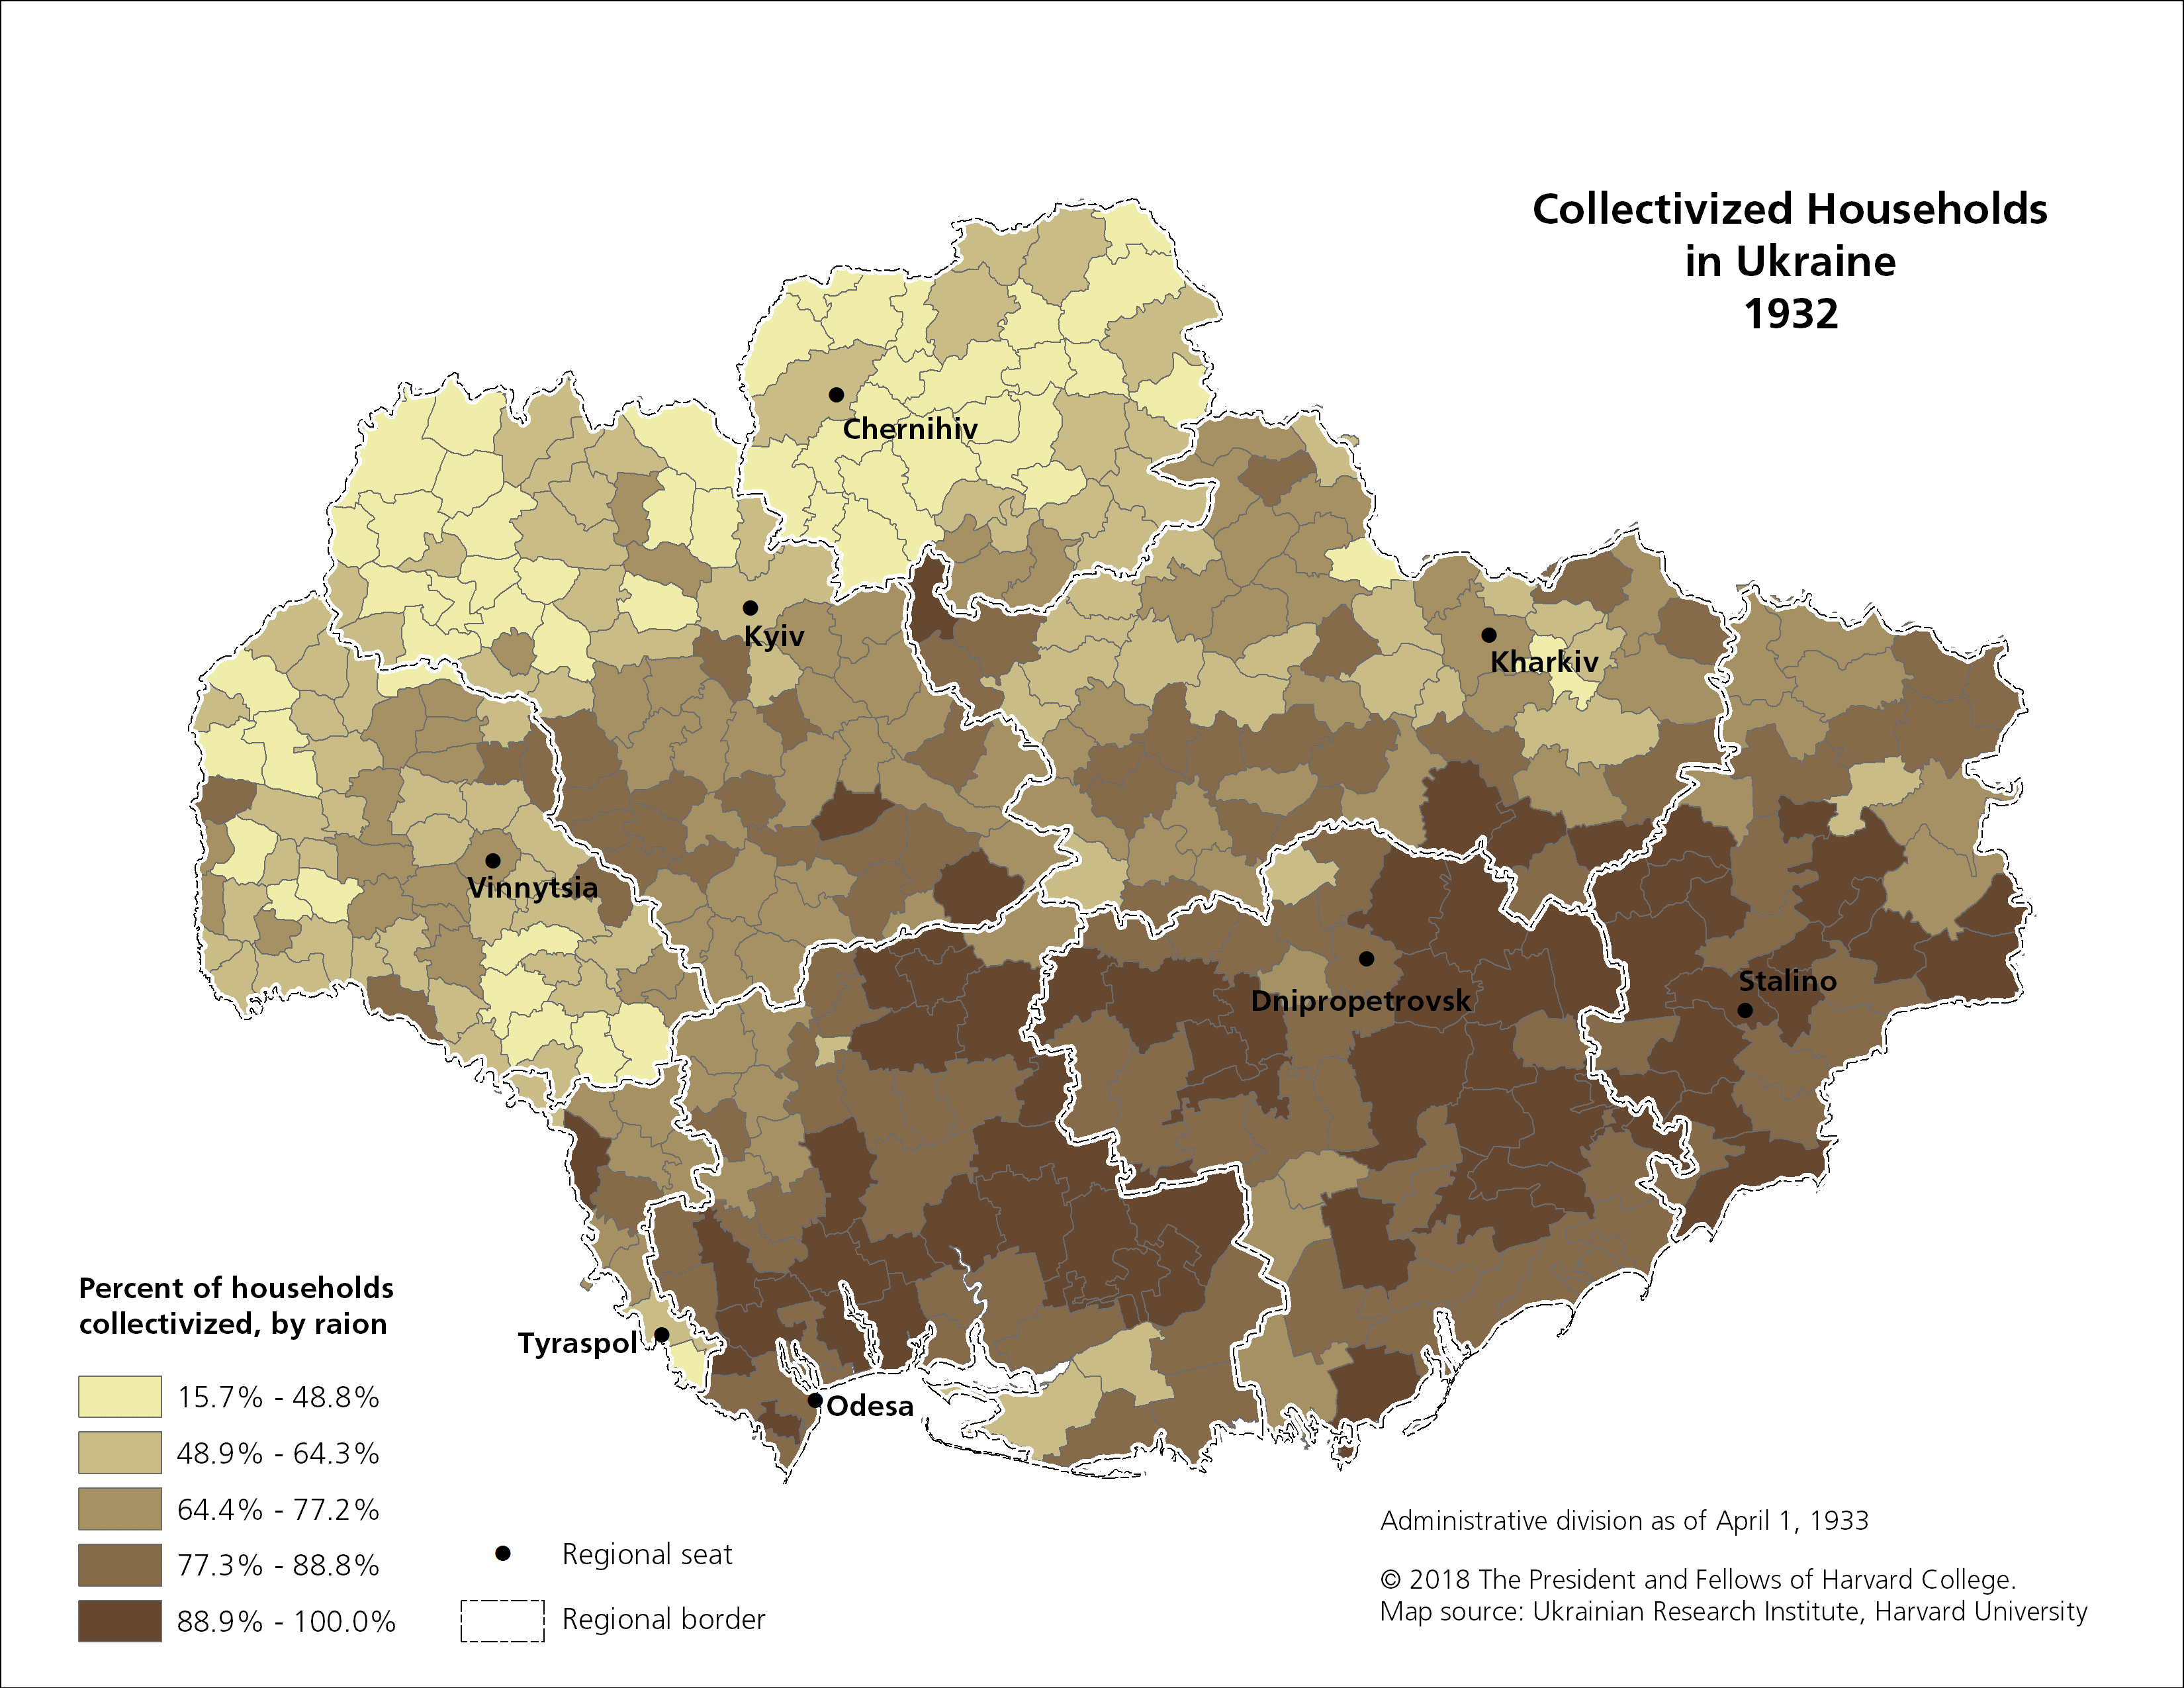 Collectivized Households
in Ukraine
1932
Chernihiv
Kyiv
Kharkiv
Vinnytsia
Stalino
Dnipropetrovsk
Tyraspol
Odesa
Percent of households
collectivized, by raion
15.7% - 48.8%
48.9% - 64.3%
64.4% - 77.2%
77.3% - 88.8%
88.9% - 100.0%
Regional seat
Regional border
Administrative division as of April 1, 1933
© 2018 The President and Fellows of Harvard College.
Map source: Ukrainian Research Institute, Harvard University